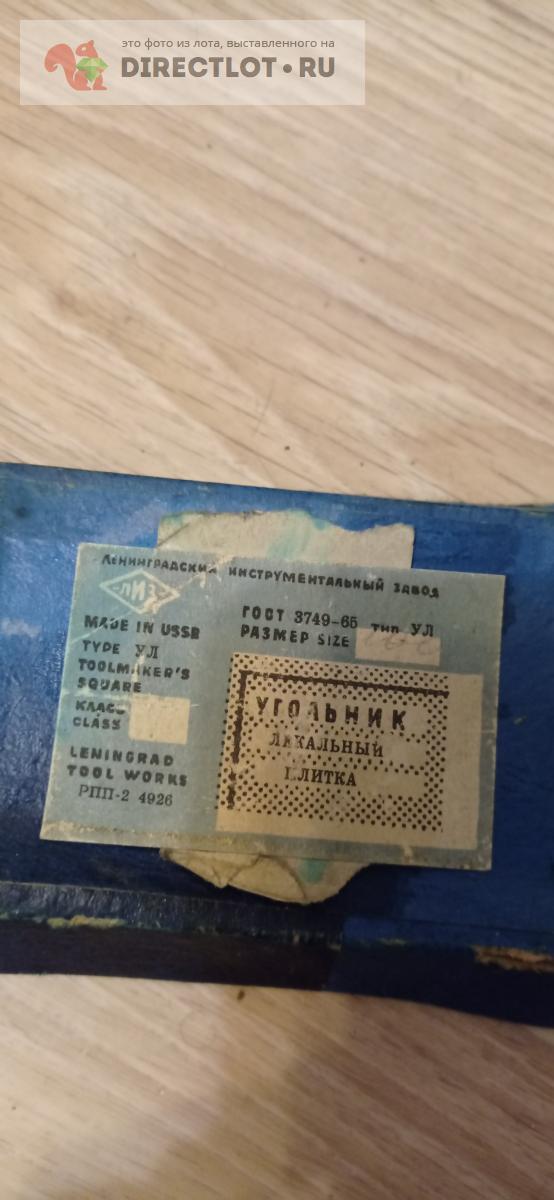 это фото из лота, выставленного на
DIRECTLOT.RU
ЛЕНИНГРАДСКИЙ ИНСТРУМЕНТАЛЬНЫЙ ЗАВОД
ЛИЗ
MADE IN USSR
TYPE УЛ
TOOLMAKER'S
SQUARE
КЛАСС
CLASS
LENINGRAD
TOOL WORKS
РПП-2 4926
ГОСТ 3749-65 тип УЛ
РАЗМЕР SIZE
УГОЛЬНИК
ЛЕКАЛЬНЫЙ
ПЛИТКА